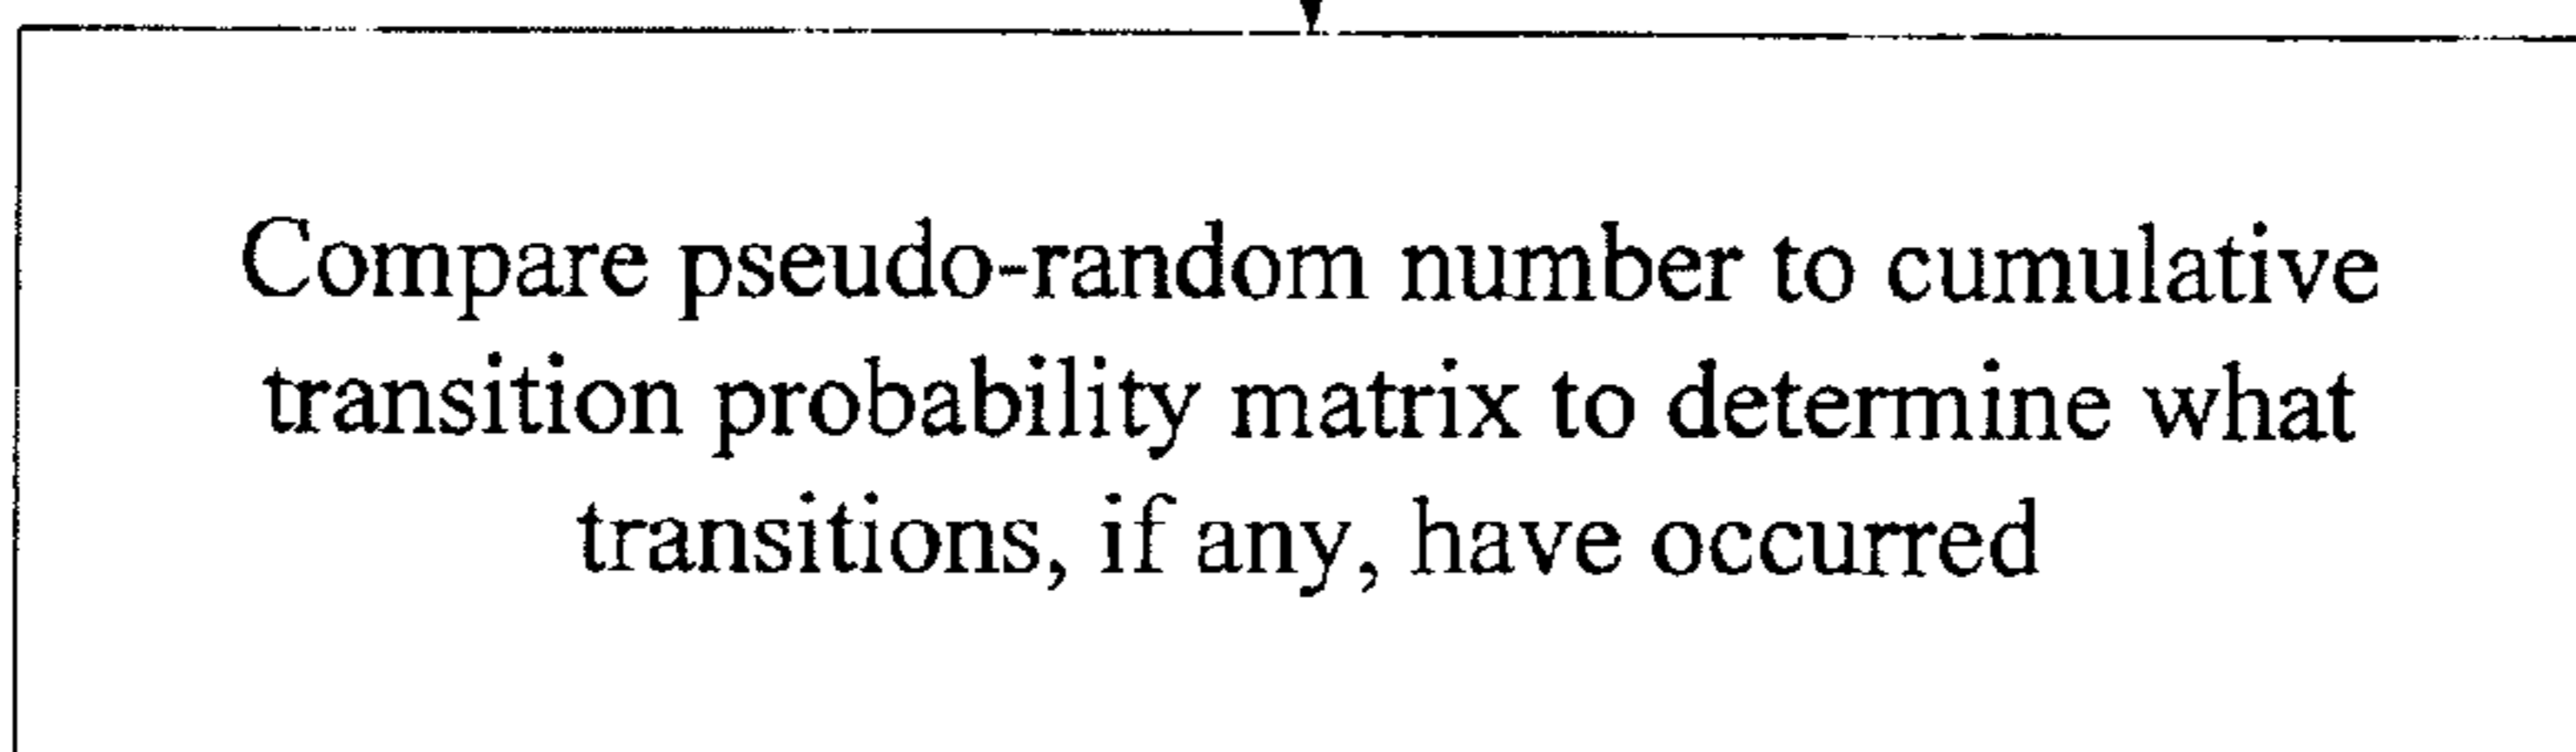 Compare pseudo-random number to cumulative
transition probability matrix to determine what
transitions, if any, have occurred